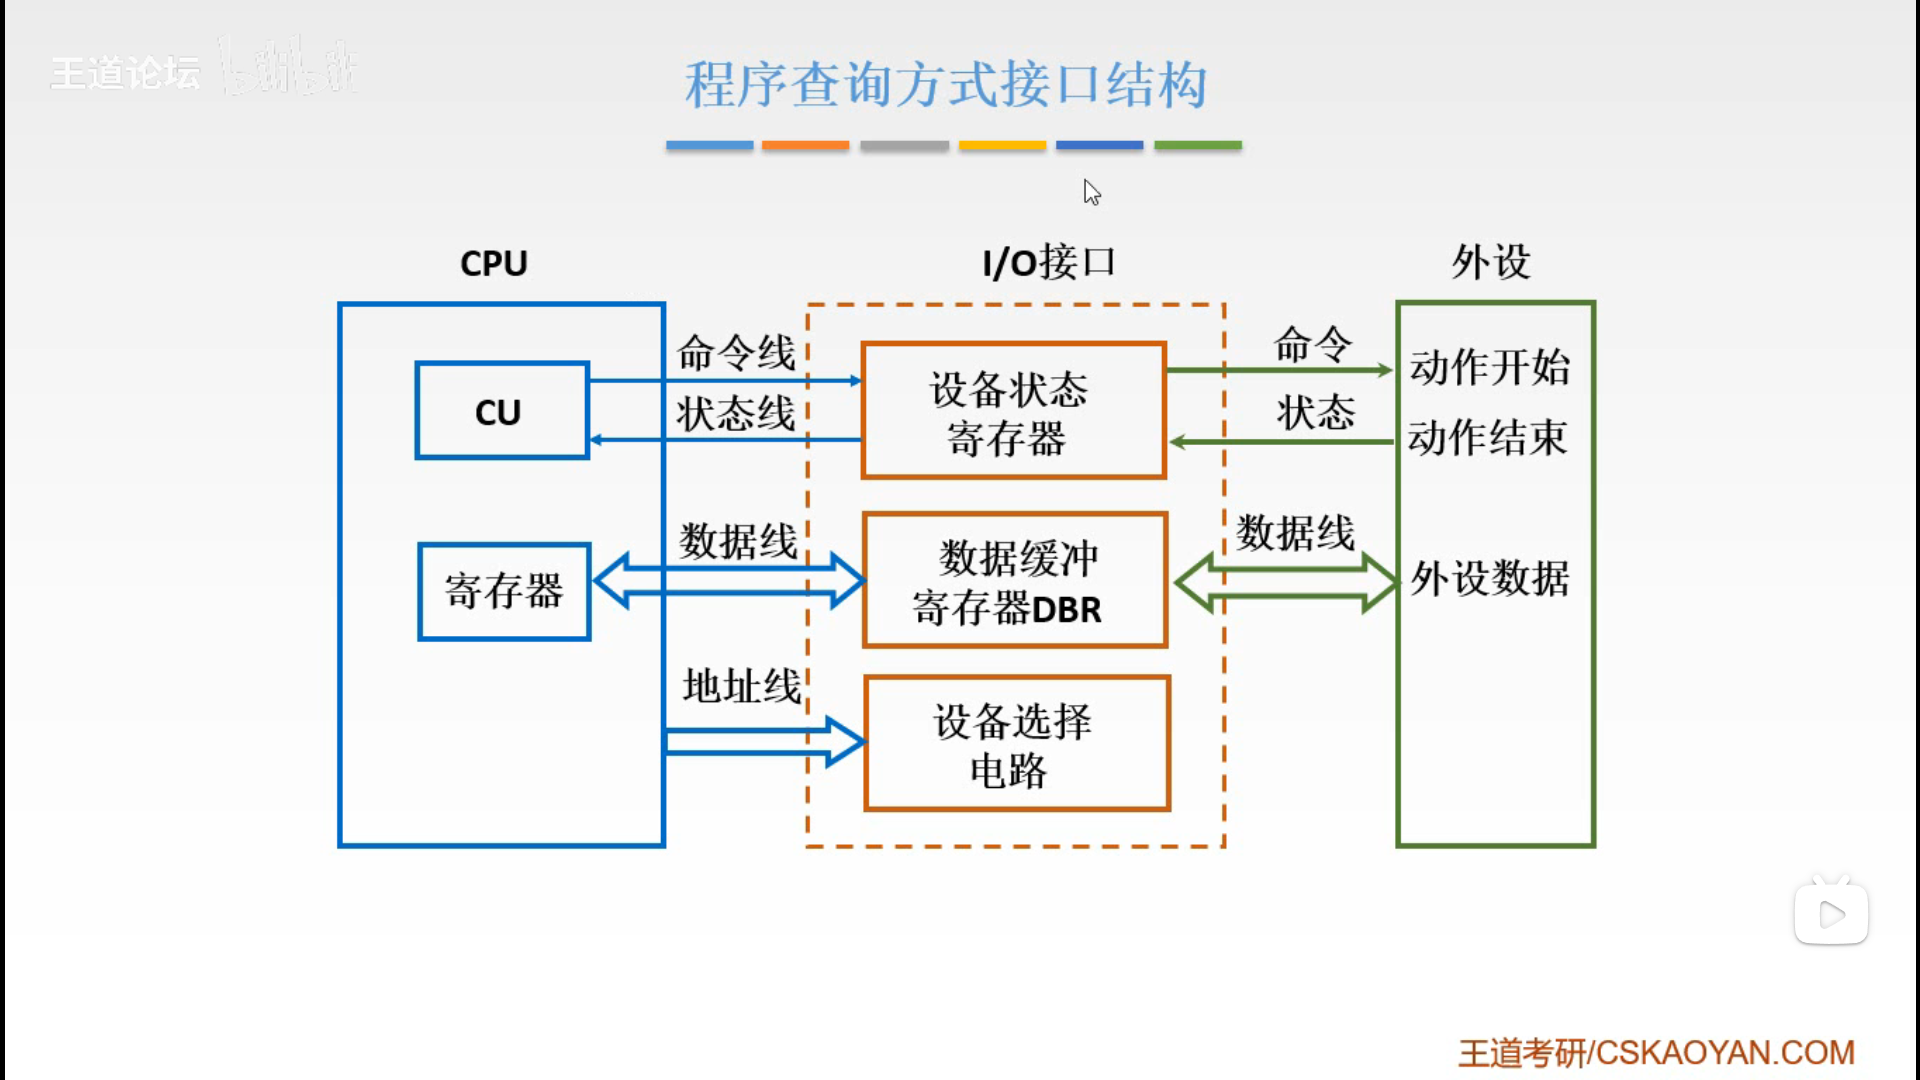 王道论坛 bilibili
程序查询方式接口结构
CPU
I/O接口
外设
命令线
状态线
CU
设备状态
寄存器
命令
状态
动作开始
动作结束
数据线
寄存器
数据缓冲
寄存器DBR
数据线
外设数据
地址线
设备选择
电路
王道考研/CSKAOYAN.COM